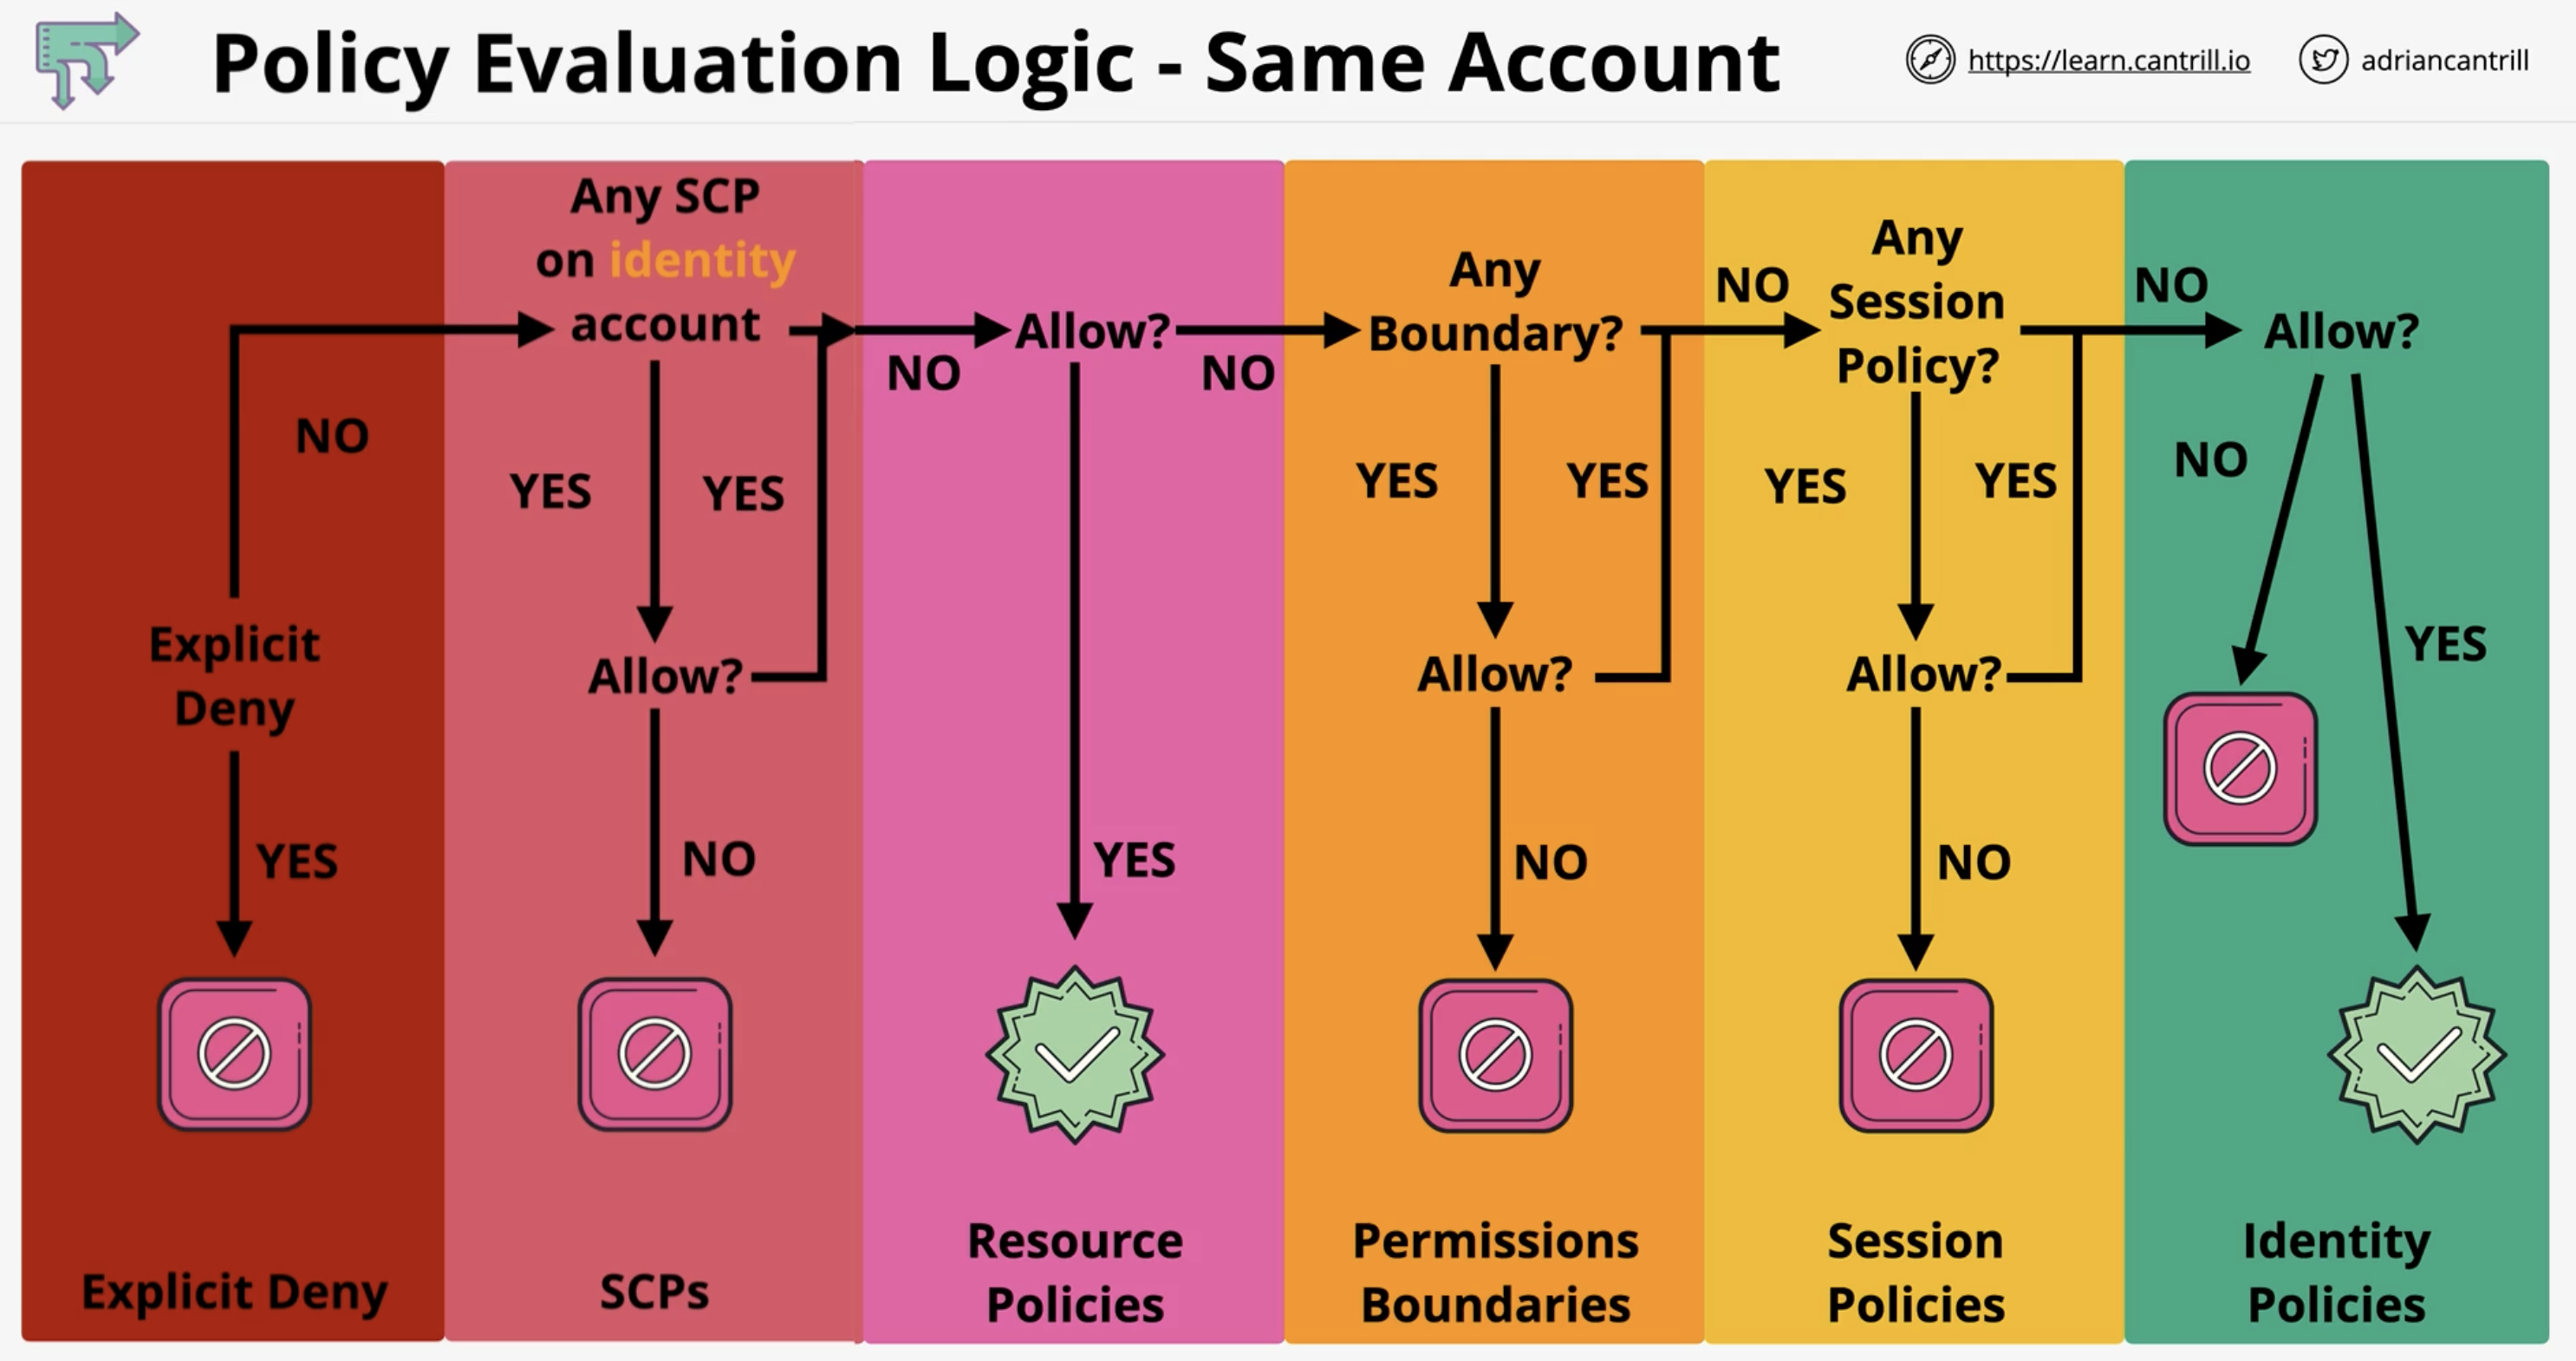 Policy Evaluation Logic - Same Account
https://learn.cantrill.io
adriancantrill
NO
Explicit
Deny
YES
Explicit Deny
Any SCP
on identity
account
YES
YES
Allow?
NO
SCPs
NO
Allow?
NO
YES
Resource
Policies
Any
Boundary?
YES
YES
Allow?
NO
Permissions
Boundaries
NO
Any
Session
Policy?
YES
YES
Allow?
NO
Session
Policies
NO
Allow?
NO
YES
Identity
Policies